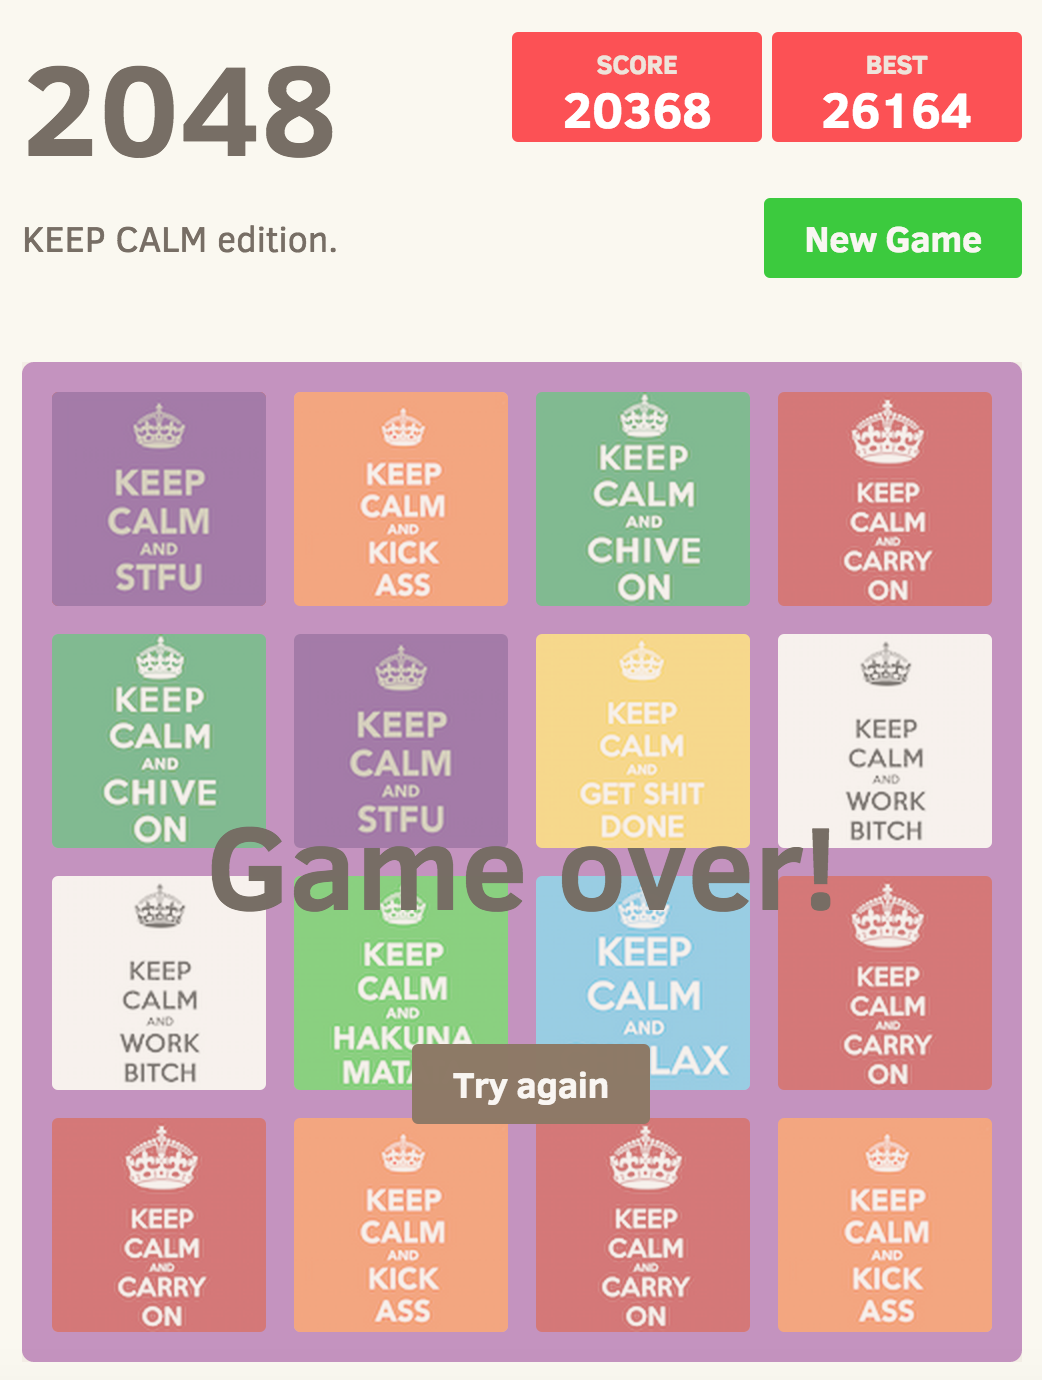 2048
SCORE
20368
BEST
26164
KEEP CALM edition.
New Game
KEEP
CALM
AND
STFU
KEEP
CALM
AND
KICK
ASS
KEEP
CALM
AND
CHIVE
ON
KEEP
CALM
AND
CARRY
ON
KEEP
CALM
AND
CHIVE
ON
KEEP
CALM
AND
STFU
KEEP
CALM
AND
GET SHIT
DONE
KEEP
CALM
AND
WORK
BITCH
Game over!
KEEP
CALM
AND
WORK
BITCH
KEEP
CALM
AND
HAKUNA
KEEP
CALM
AND
LAX
KEEP
CALM
AND
CARRY
ON
Try again
KEEP
CALM
AND
CARRY
ON
KEEP
CALM
AND
KICK
ASS
KEEP
CALM
AND
CARRY
ON
KEEP
CALM
AND
KICK
ASS